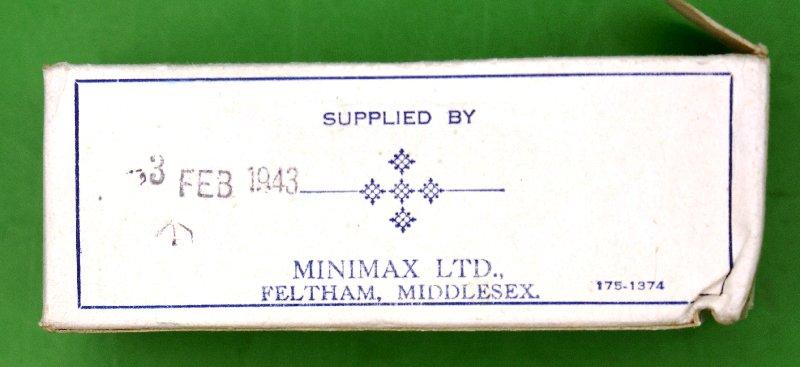 SUPPLIED BY
3 FEB 1943
MINIMAX LTD.,
FELTHAM, MIDDLESEX.
175-1374